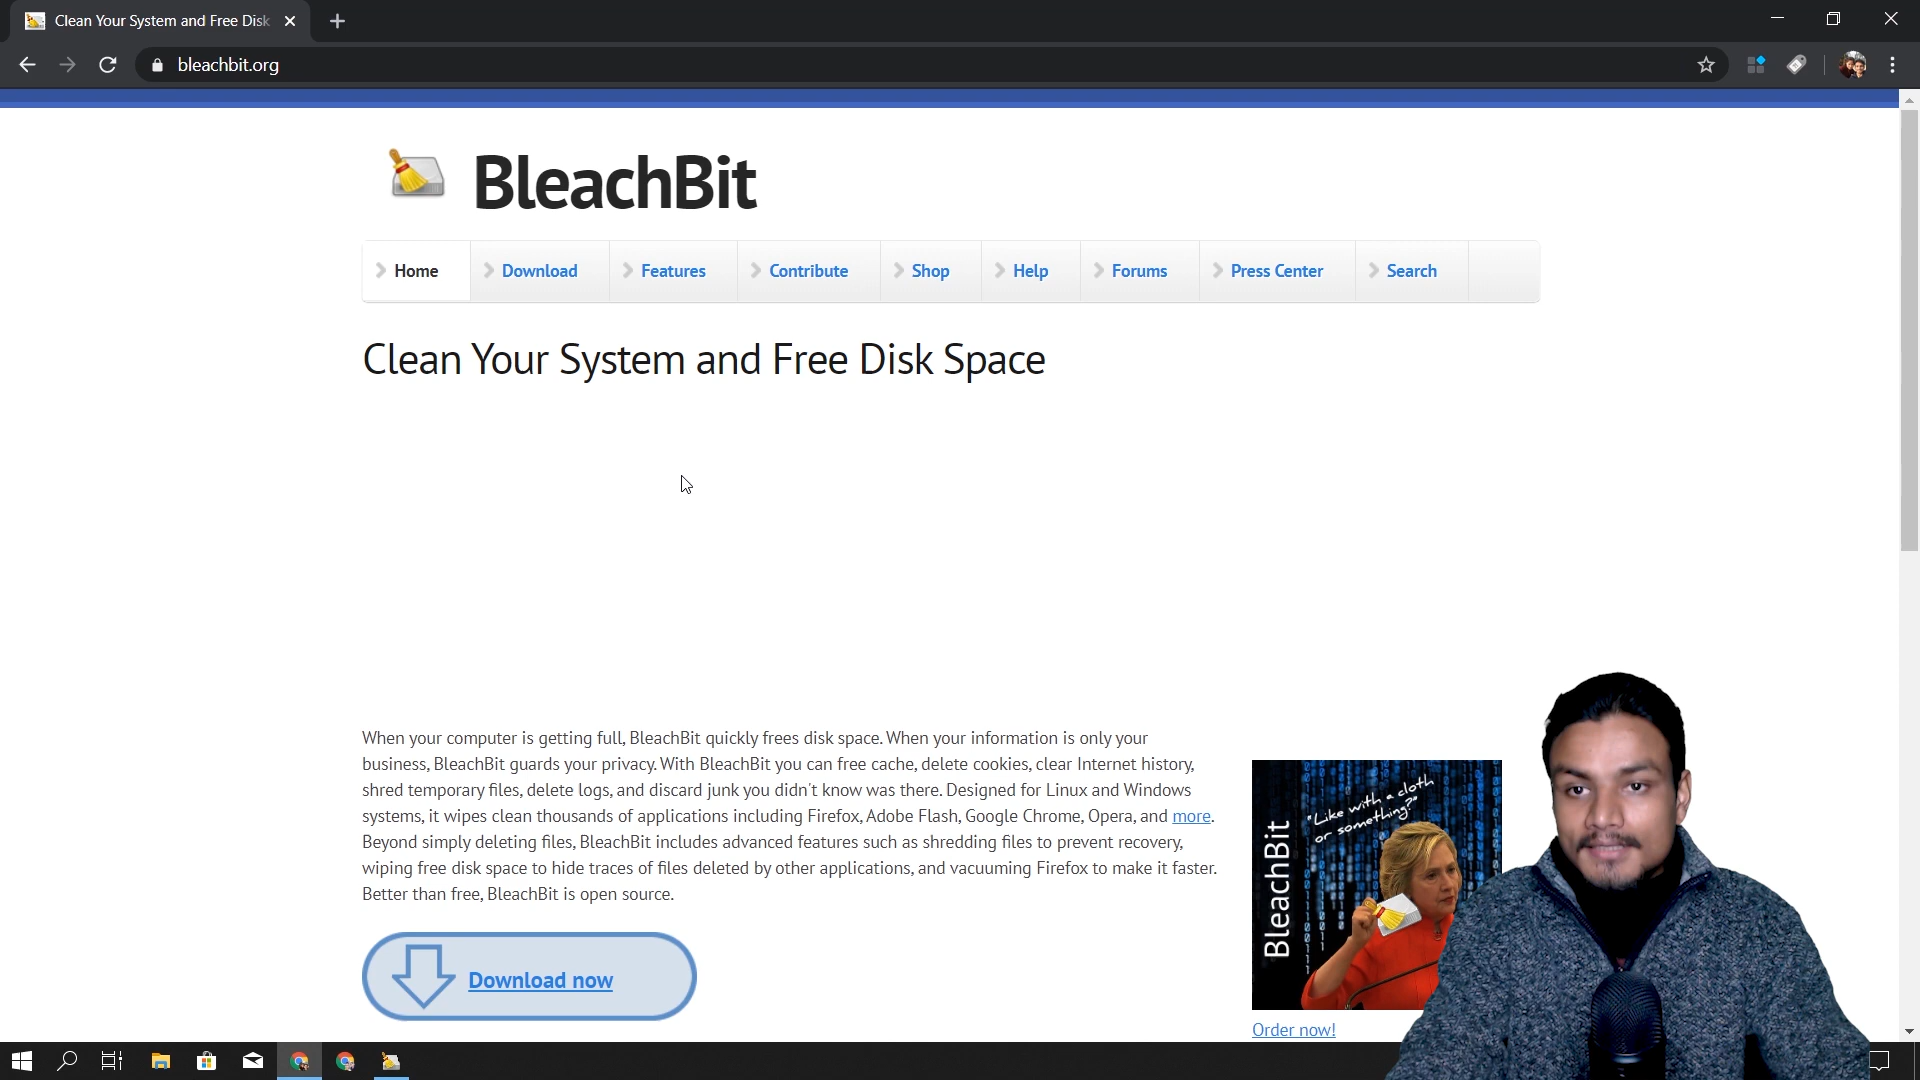 Clean Your System and Free Disk
bleachbit.org
BleachBit
Home
Download
Features
Contribute
Shop
Help
Forums
Press Center
Search
Clean Your System and Free Disk Space
When your computer is getting full, BleachBit quickly frees disk space. When your information is only your
business, BleachBit guards your privacy. With BleachBit you can free cache, delete cookies, clear Internet history,
shred temporary files, delete logs, and discard junk you didn't know was there. Designed for Linux and Windows
systems, it wipes clean thousands of applications including Firefox, Adobe Flash, Google Chrome, Opera, and more.
Beyond simply deleting files, BleachBit includes advanced features such as shredding files to prevent recovery,
wiping free disk space to hide traces of files deleted by other applications, and vacuuming Firefox to make it faster.
Better than free, BleachBit is open source.
Download now
"Like with a cloth
or something?"
BleachBit
Order now!